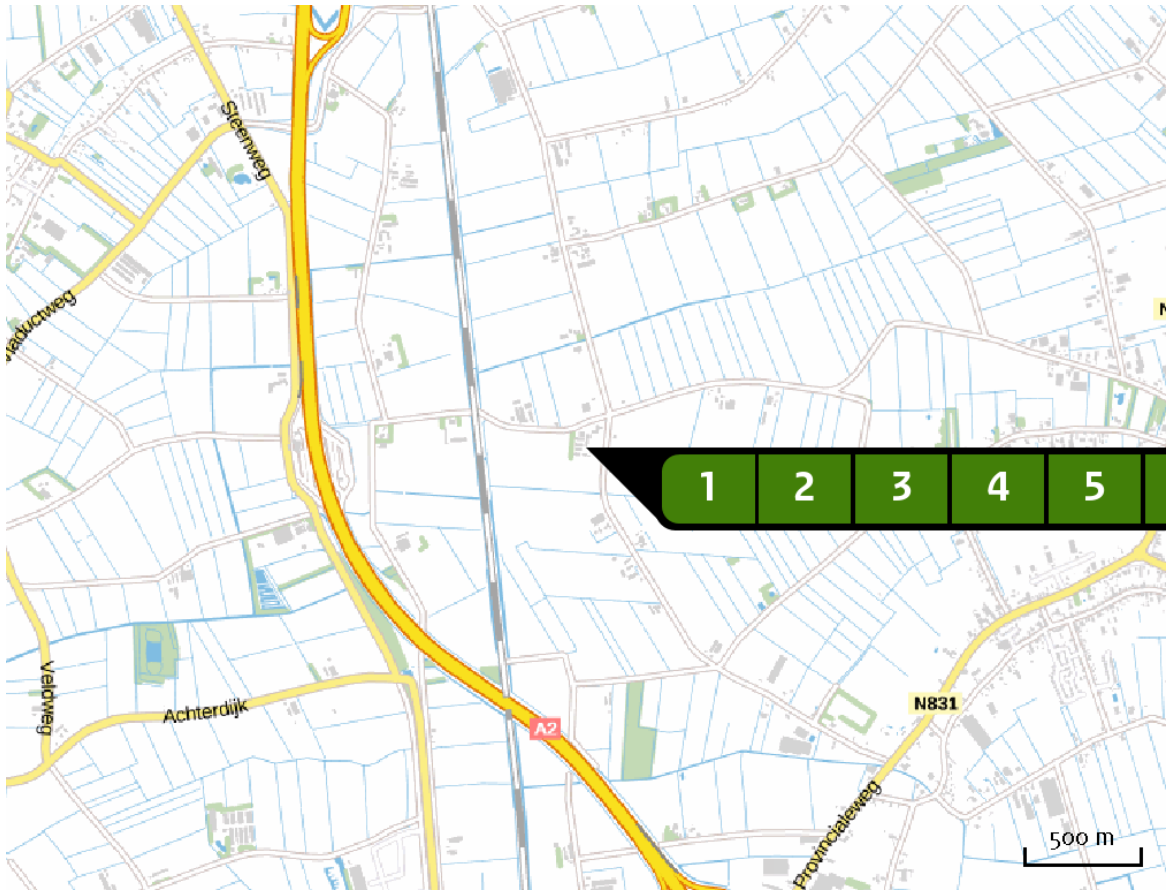 Steenweg
N
1 2 3 4 5
Veldweg
Achterdijk
N831
A2
Provincialeweg
500 m